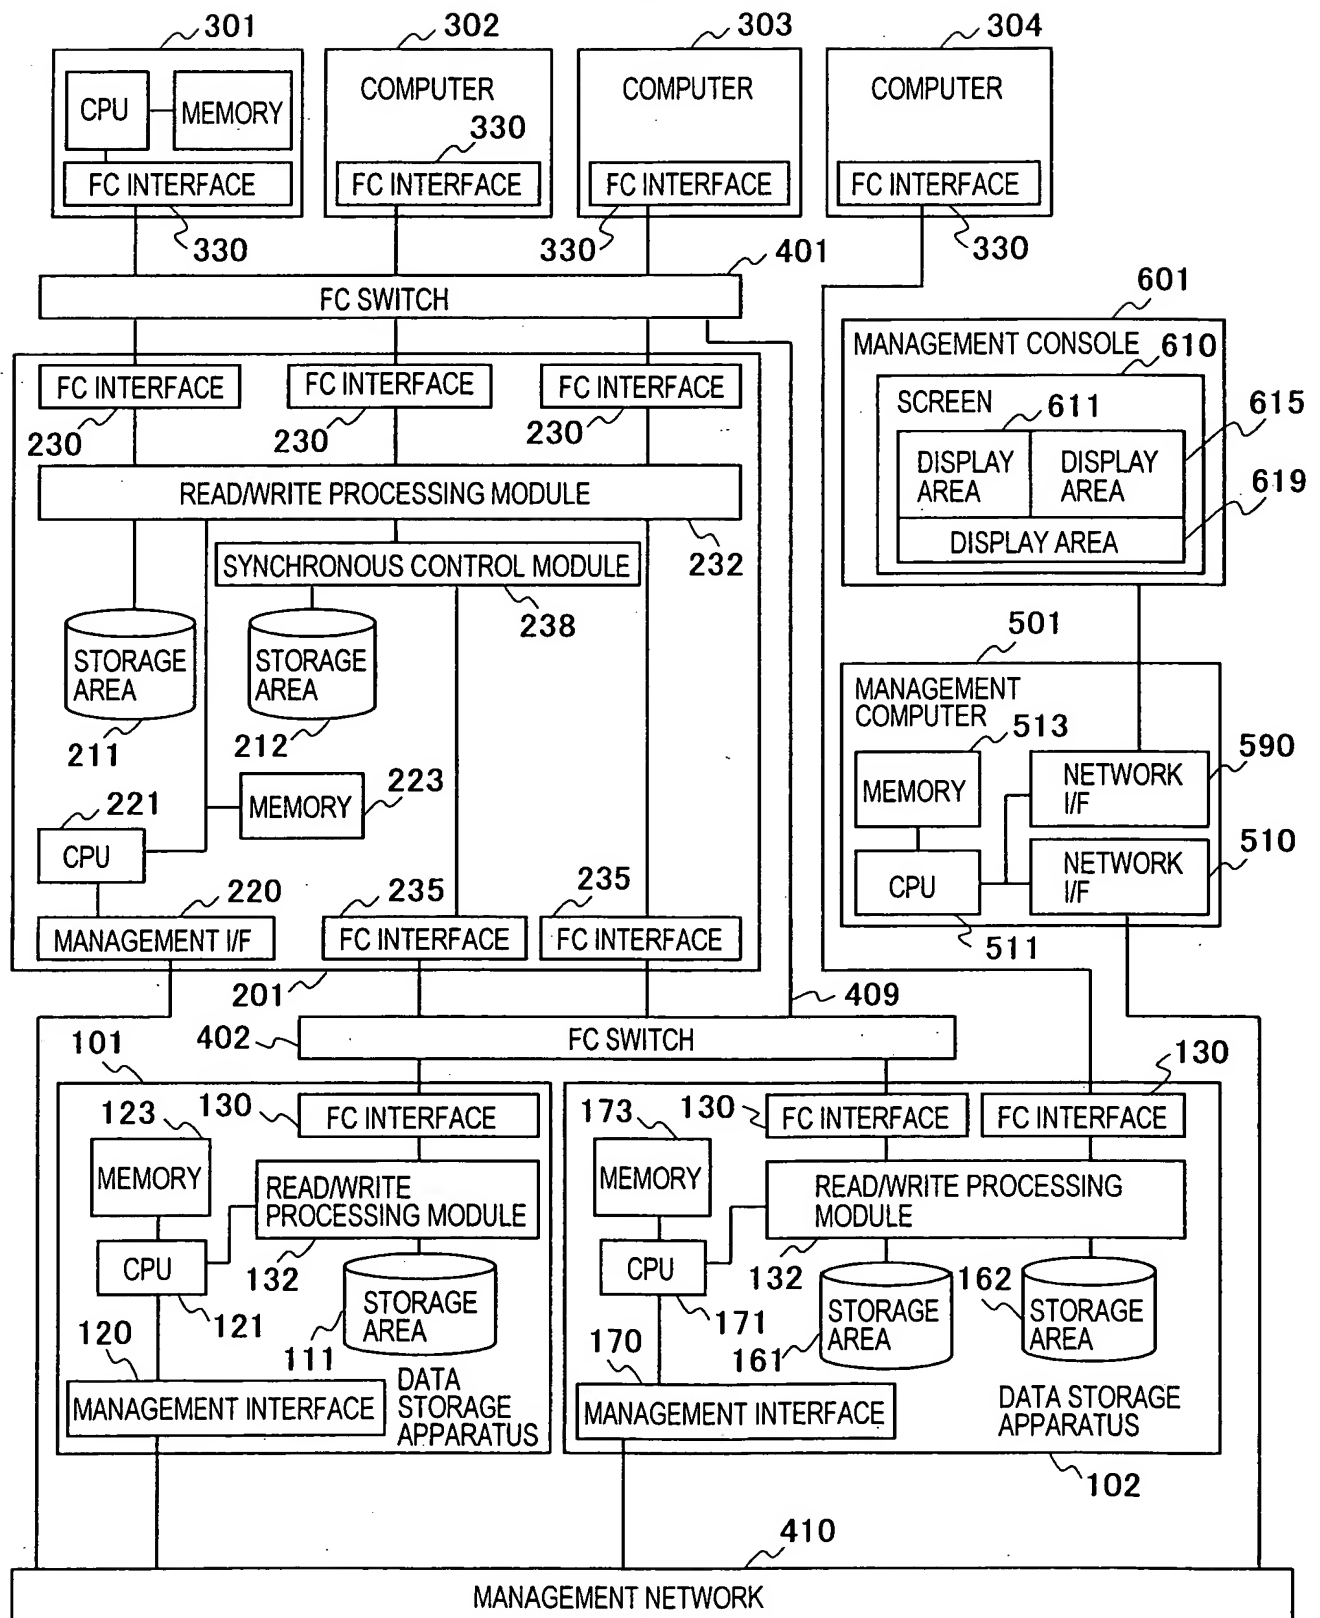 301
302
303
304
CPU
MEMORY
COMPUTER
COMPUTER
COMPUTER
330
FC INTERFACE
FC INTERFACE
FC INTERFACE
FC INTERFACE
330
330
330
401
FC SWITCH
601
MANAGEMENT CONSOLE
610
SCREEN
611
615
DISPLAY
AREA
DISPLAY
AREA
619
DISPLAY AREA
FC INTERFACE
FC INTERFACE
FC INTERFACE
230
230
230
READ/WRITE PROCESSING MODULE
232
SYNCHRONOUS CONTROL MODULE
238
STORAGE
AREA
STORAGE
AREA
211
212
501
MANAGEMENT
COMPUTER
513
MEMORY
NETWORK
I/F
590
CPU
NETWORK
I/F
510
511
221
MEMORY
223
CPU
220
235
235
MANAGEMENT I/F
FC INTERFACE
FC INTERFACE
201
409
402
FC SWITCH
101
130
123
130
FC INTERFACE
173
130
FC INTERFACE
FC INTERFACE
MEMORY
READ/WRITE
PROCESSING MODULE
MEMORY
READ/WRITE PROCESSING
MODULE
CPU
132
CPU
132
121
STORAGE
AREA
111
171
STORAGE
AREA
161
162
STORAGE
AREA
120
170
MANAGEMENT INTERFACE
DATA
STORAGE
APPARATUS
MANAGEMENT INTERFACE
DATA STORAGE
APPARATUS
102
410
MANAGEMENT NETWORK